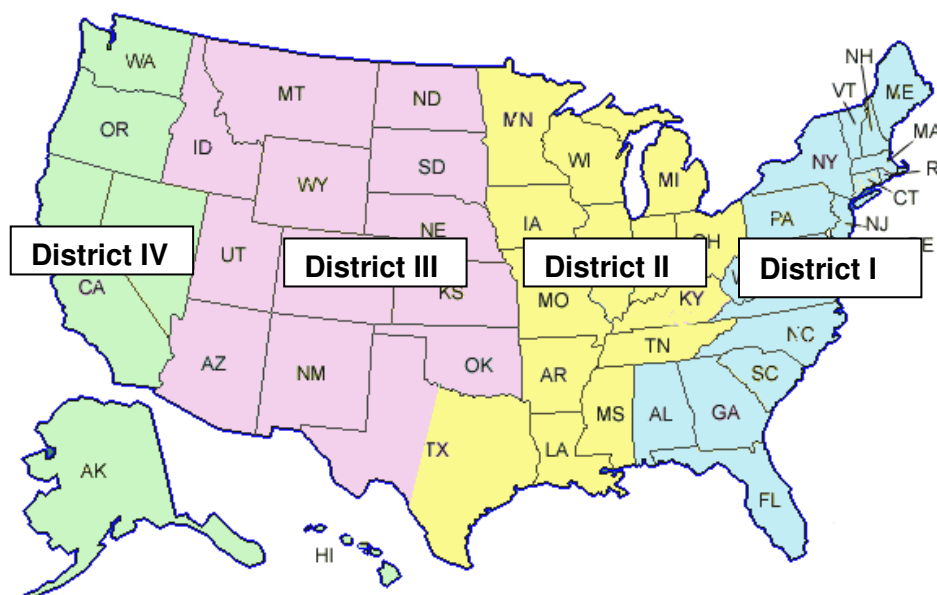 WA
OR
CA
AK
HI
District IV
MT
ID
WY
UT
AZ
NM
ND
SD
NE
KS
OK
District III
TX
MN
WI
MI
IA
MO
KY
TN
AR
MS
LA
District II
NH
VT
ME
MA
R
NY
CT
PA
NJ
E
District I
NC
SC
AL
GA
FL